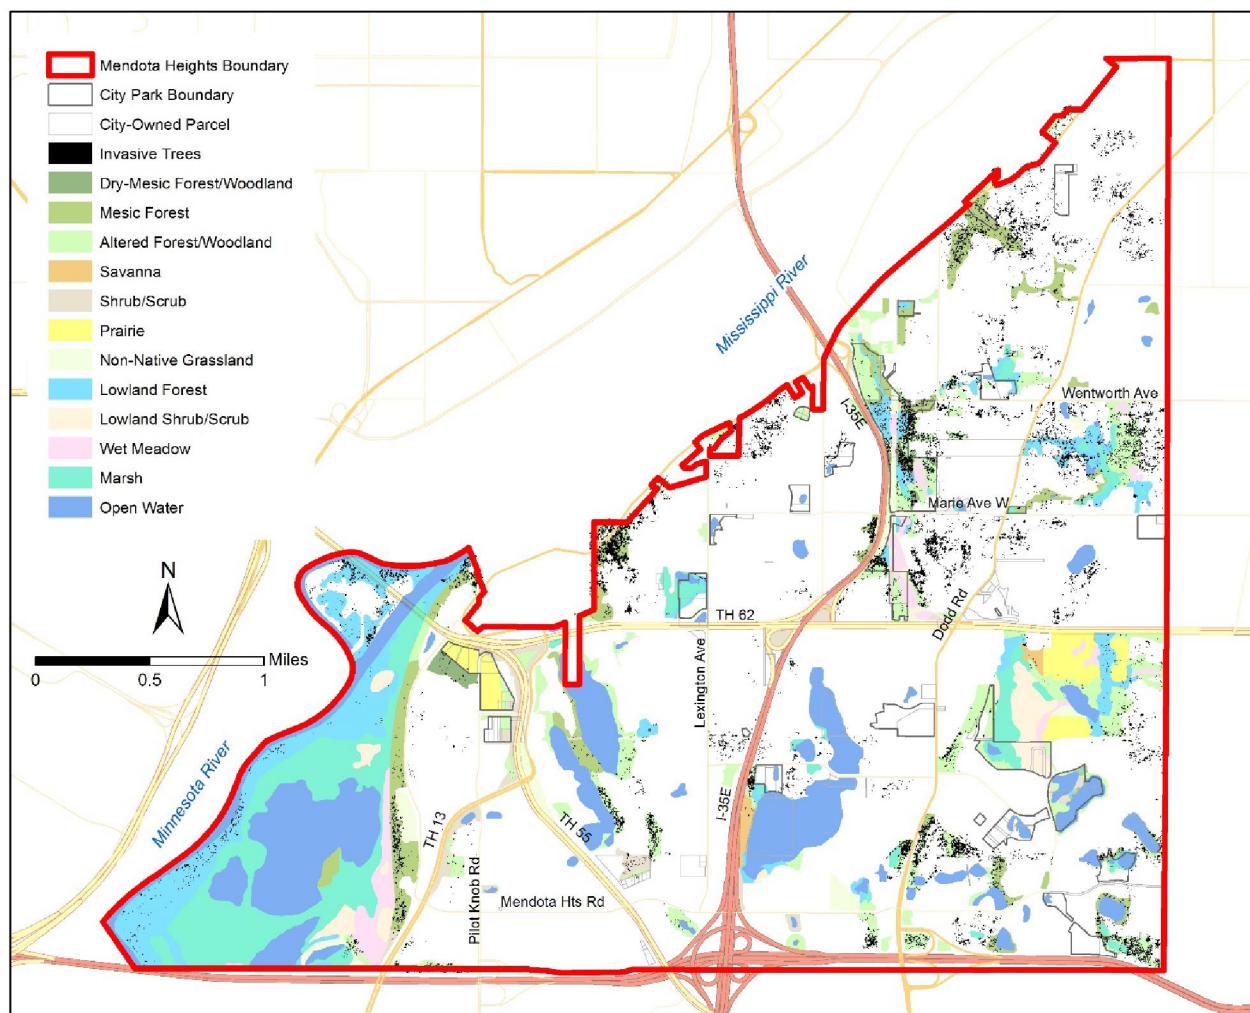 Mendota Heights Boundary
City Park Boundary
City-Owned Parcel
Invasive Trees
Dry-Mesic Forest/Woodland
Mesic Forest
Altered Forest/Woodland
Savanna
Shrub/Scrub
Prairie
Non-Native Grassland
Lowland Forest
Lowland Shrub/Scrub
Wet Meadow
Marsh
Open Water
N
Miles
0 0.5 1
Mississippi River
Minnesota River
I-35E
Wentworth Ave
Marie Ave W
TH 62
Dodd Rd
Lexington Ave
I-35E
TH 13
TH 55
Pilot Knob Rd
Mendota Hts Rd